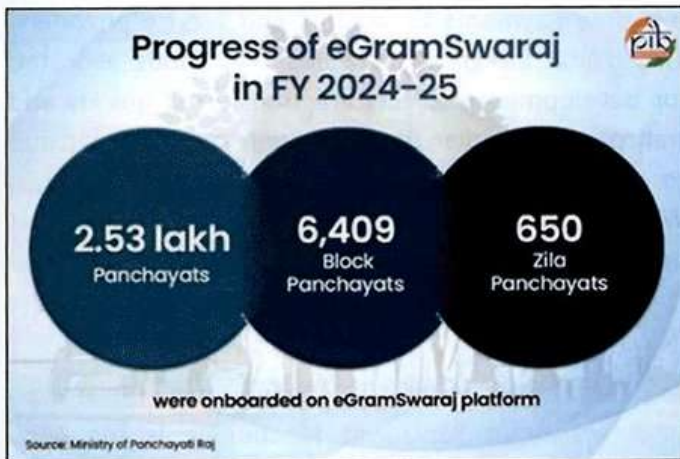 Progress of eGramSwaraj
in FY 2024-25
pib
2.53 lakh
Panchayats
6,409
Block
Panchayats
650
Zila
Panchayats
were onboarded on eGramSwaraj platform
Source: Ministry of Panchayati Raj